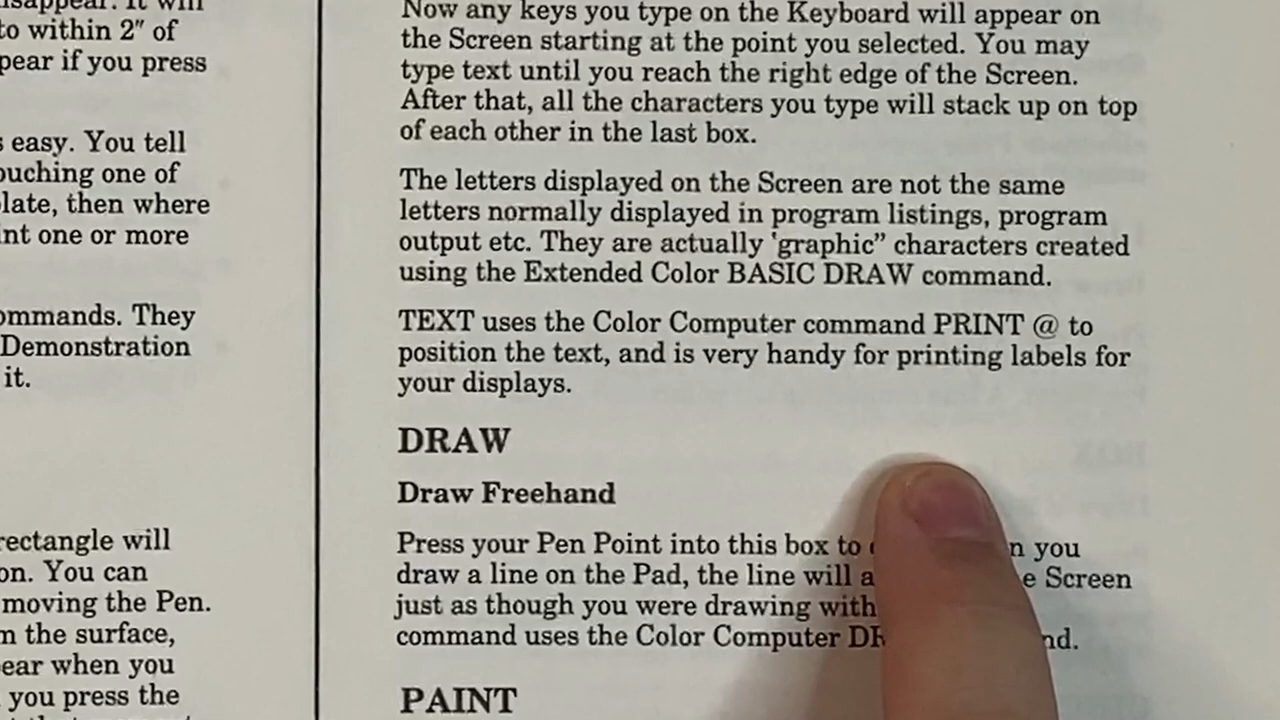 to within 2″ of
pear if you press
s easy. You tell
ouching one of
late, then where
int one or more
ommands. They
Demonstration
it.
rectangle will
on. You can
moving the Pen.
m the surface,
ear when you
you press the
Now any keys you type on the Keyboard will appear on
the Screen starting at the point you selected. You may
type text until you reach the right edge of the Screen.
After that, all the characters you type will stack up on top
of each other in the last box.
The letters displayed on the Screen are not the same
letters normally displayed in program listings, program
output etc. They are actually 'graphic” characters created
using the Extended Color BASIC DRAW command.
TEXT uses the Color Computer command PRINT @ to
position the text, and is very handy for printing labels for
your displays.
DRAW
Draw Freehand
Press your Pen Point into this box to n you
draw a line on the Pad, the line will a e Screen
just as though you were drawing with
command uses the Color Computer DR nd.
PAINT